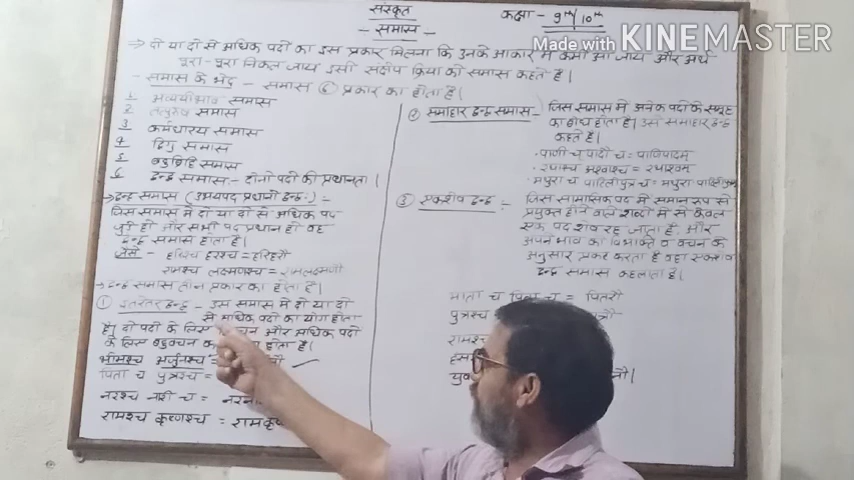 संस्कृत
कक्षा - 9th/10th
Made with KINEMASTER
- समास -
→ दो या दो से अधिक पदों का इस प्रकार मिलना कि उनके आकार में कमी आ जाय और अर्थ
पूरा-पूरा निकल जाय इसी संक्षेप क्रिया को समास कहते हैं।
- समास के भेद - समास ⑥ प्रकार का होता है।
1 अव्ययीभाव समास
2 तत्पुरुष समास
3 कर्मधारय समास
4 द्विगु समास
5 बहुब्रीहि समास
6 द्वन्द्व समास - दोनो पदों की प्रधानता।
→ द्वन्द्व समास (उभयपद प्रधानो द्वन्द्वः) :-
जिस समास में दो या दो से अधिक पद
जुड़े हों और सभी पद प्रधान हों वह
द्वन्द्व समास होता है।
जैसे - हरिश्च हरश्च = हरिहरौ
रामश्च लक्ष्मणश्च = रामलक्ष्मणौ
→ द्वन्द्व समास तीन प्रकार का होता है।
① इतरेतर द्वन्द्व - इस समास में दो या दो
से अधिक पदों का योग होता
है। दो पदों के लिए और अधिक पदों
के लिए बहुवचन का होता है।
भीमश्च अर्जुनश्च =
पिता च पुत्रश्च =
नरश्च नारी च =
रामश्च कृष्णश्च = रामकृ
② समाहार द्वन्द्व समास - जिस समास में अनेक पदों के समूह
का बोध होता है। उसे समाहार द्वन्द्व
कहते हैं।
· पाणी च पादौ च = पाणिपादम्
· रथाश्च अश्वाश्च = रथाश्वम्
· मथुरा च पाटलिपुत्रं च = मथुरा
③ एकशेष द्वन्द्व :- जिस सामासिक पद में समान रूप से
प्रयुक्त होने वाले शब्दों में से केवल
एक पद शेष रह जाता है, और
अपने भाव का विभक्ति व वचन के
अनुसार प्रकट करता है वहां एकशेष
द्वन्द्व समास कहलाता है।
माता च पिता च = पितरौ
पुत्रश्च
रामश्च
हंस
युव